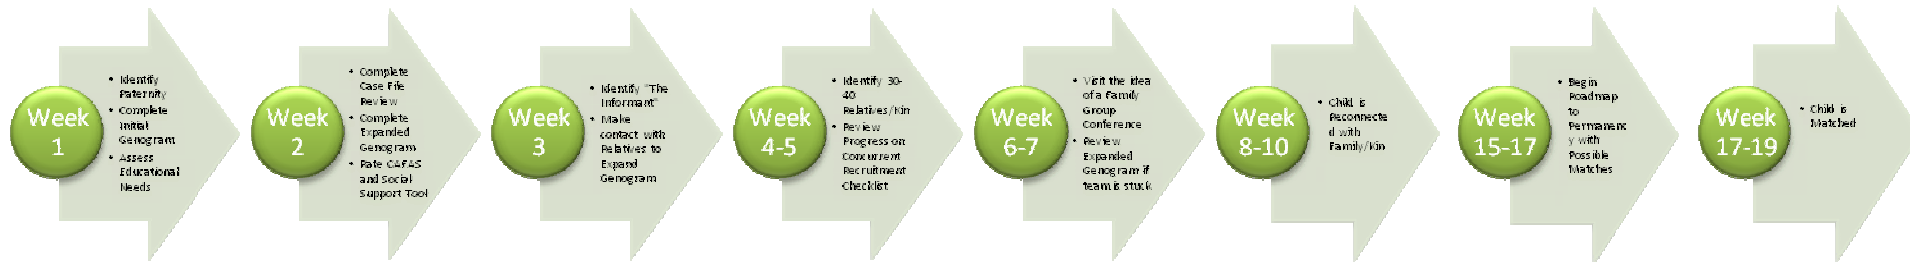 Week
1
• Identify
Paternity
• Complete
Initial
Genogram
• Assess
Educational
Needs
Week
2
• Complete
Case File
Review
• Complete
Expanded
Genogram
• Rate CAFAS
and Social
Support Tool
Week
3
• Identify "The
Informant"
• Make
contact with
Relatives to
Expand
Genogram
Week
4-5
• Identify 30-
40
Relatives/Kin
• Review
Progress on
Concurrent
Recruitment
Checklist
Week
6-7
• Visit the idea
of a Family
Group
Conference
• Review
Expanded
Genogram if
team is stuck
Week
8-10
• Child is
Reconnecte
d with
Family/Kin
Week
15-17
• Begin
Roadmap
to
Permanenc
y with
Possible
Matches
Week
17-19
• Child is
Matched